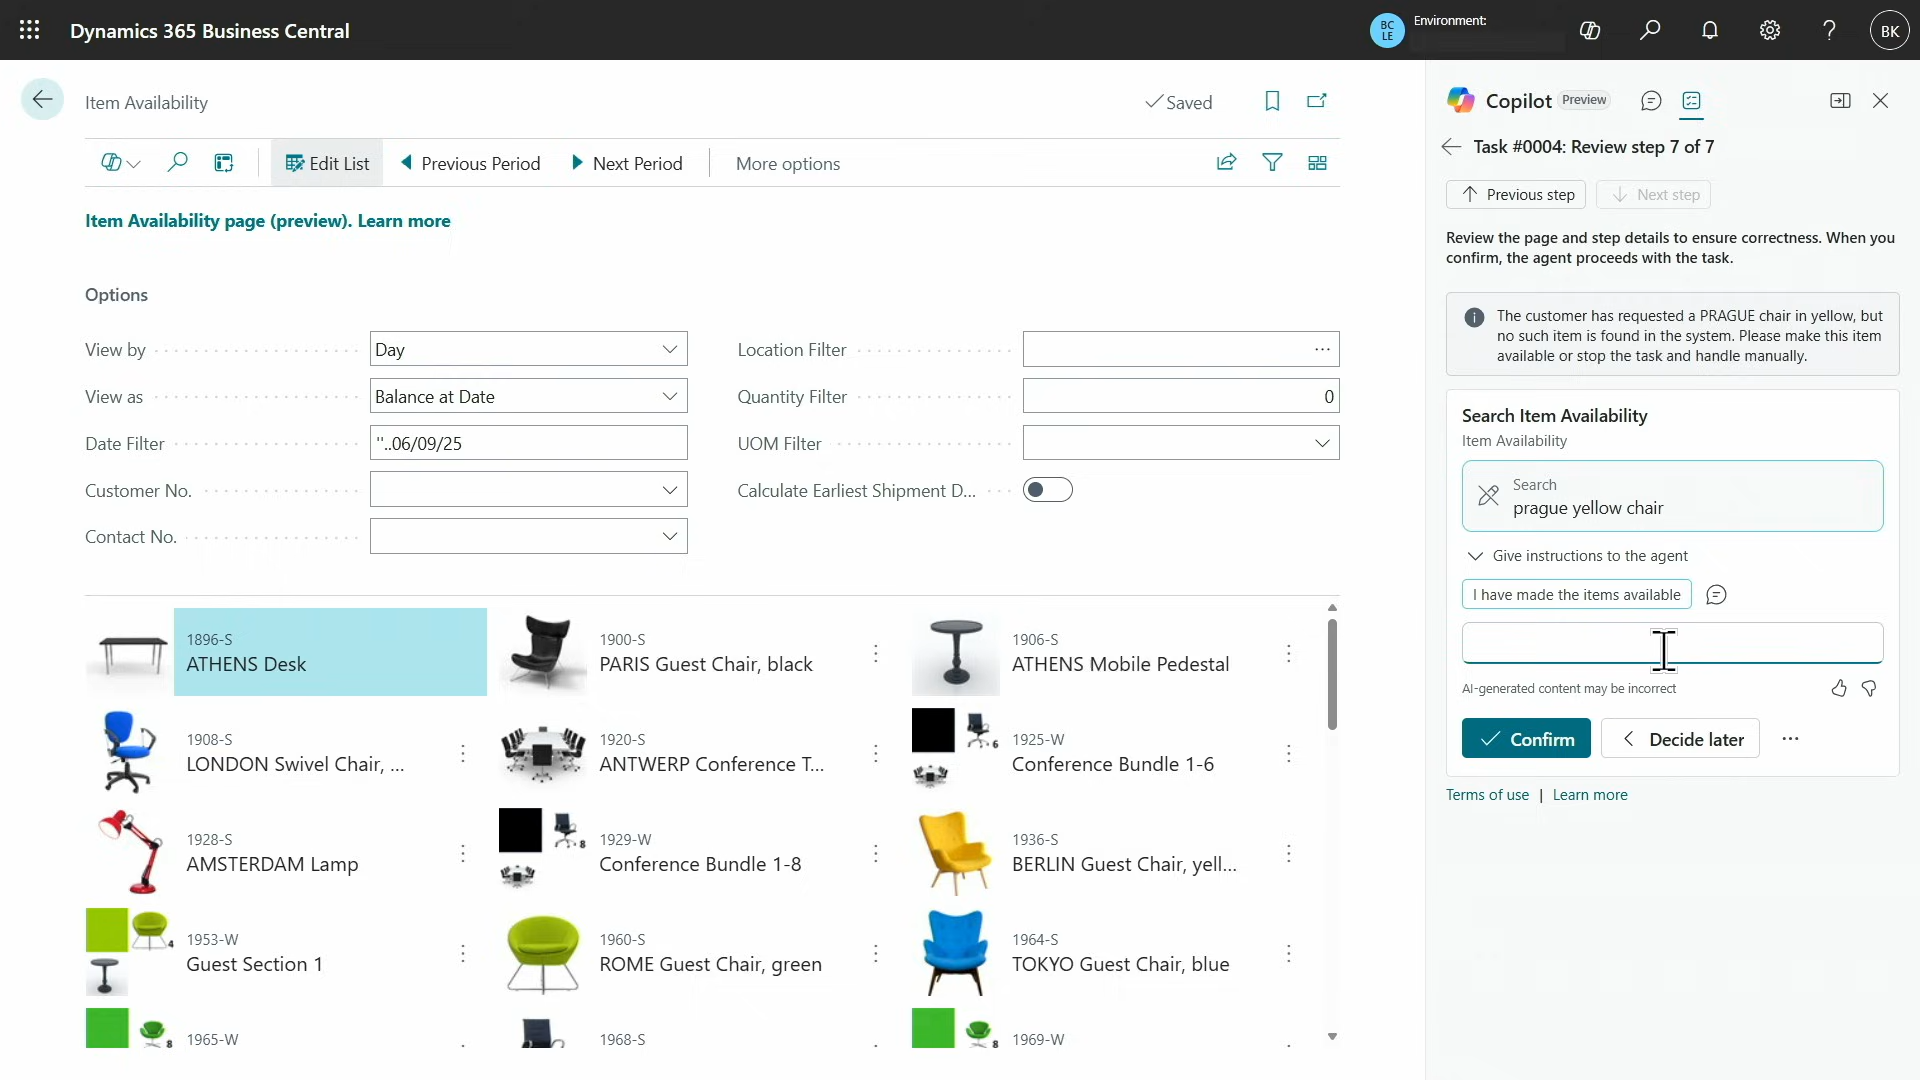 Dynamics 365 Business Central
BC
LE
Environment:
BK
Item Availability
Saved
Edit List
Previous Period
Next Period
More options
Item Availability page (preview). Learn more
Options
View by
Day
View as
Balance at Date
Date Filter
''..06/09/25
Customer No.
Contact No.
Location Filter
Quantity Filter
0
UOM Filter
Calculate Earliest Shipment D...
1896-S
ATHENS Desk
1900-S
PARIS Guest Chair, black
1906-S
ATHENS Mobile Pedestal
1908-S
LONDON Swivel Chair, ...
1920-S
ANTWERP Conference T...
6
1925-W
Conference Bundle 1-6
1928-S
AMSTERDAM Lamp
8
1929-W
Conference Bundle 1-8
1936-S
BERLIN Guest Chair, yell...
4
1953-W
Guest Section 1
1960-S
ROME Guest Chair, green
1964-S
TOKYO Guest Chair, blue
8
1965-W
1968-S
8
1969-W
Copilot
Preview
Task #0004: Review step 7 of 7
Previous step
Next step
Review the page and step details to ensure correctness. When you
confirm, the agent proceeds with the task.
The customer has requested a PRAGUE chair in yellow, but
no such item is found in the system. Please make this item
available or stop the task and handle manually.
Search Item Availability
Item Availability
Search
prague yellow chair
Give instructions to the agent
I have made the items available
AI-generated content may be incorrect
Confirm
Decide later
Terms of use | Learn more